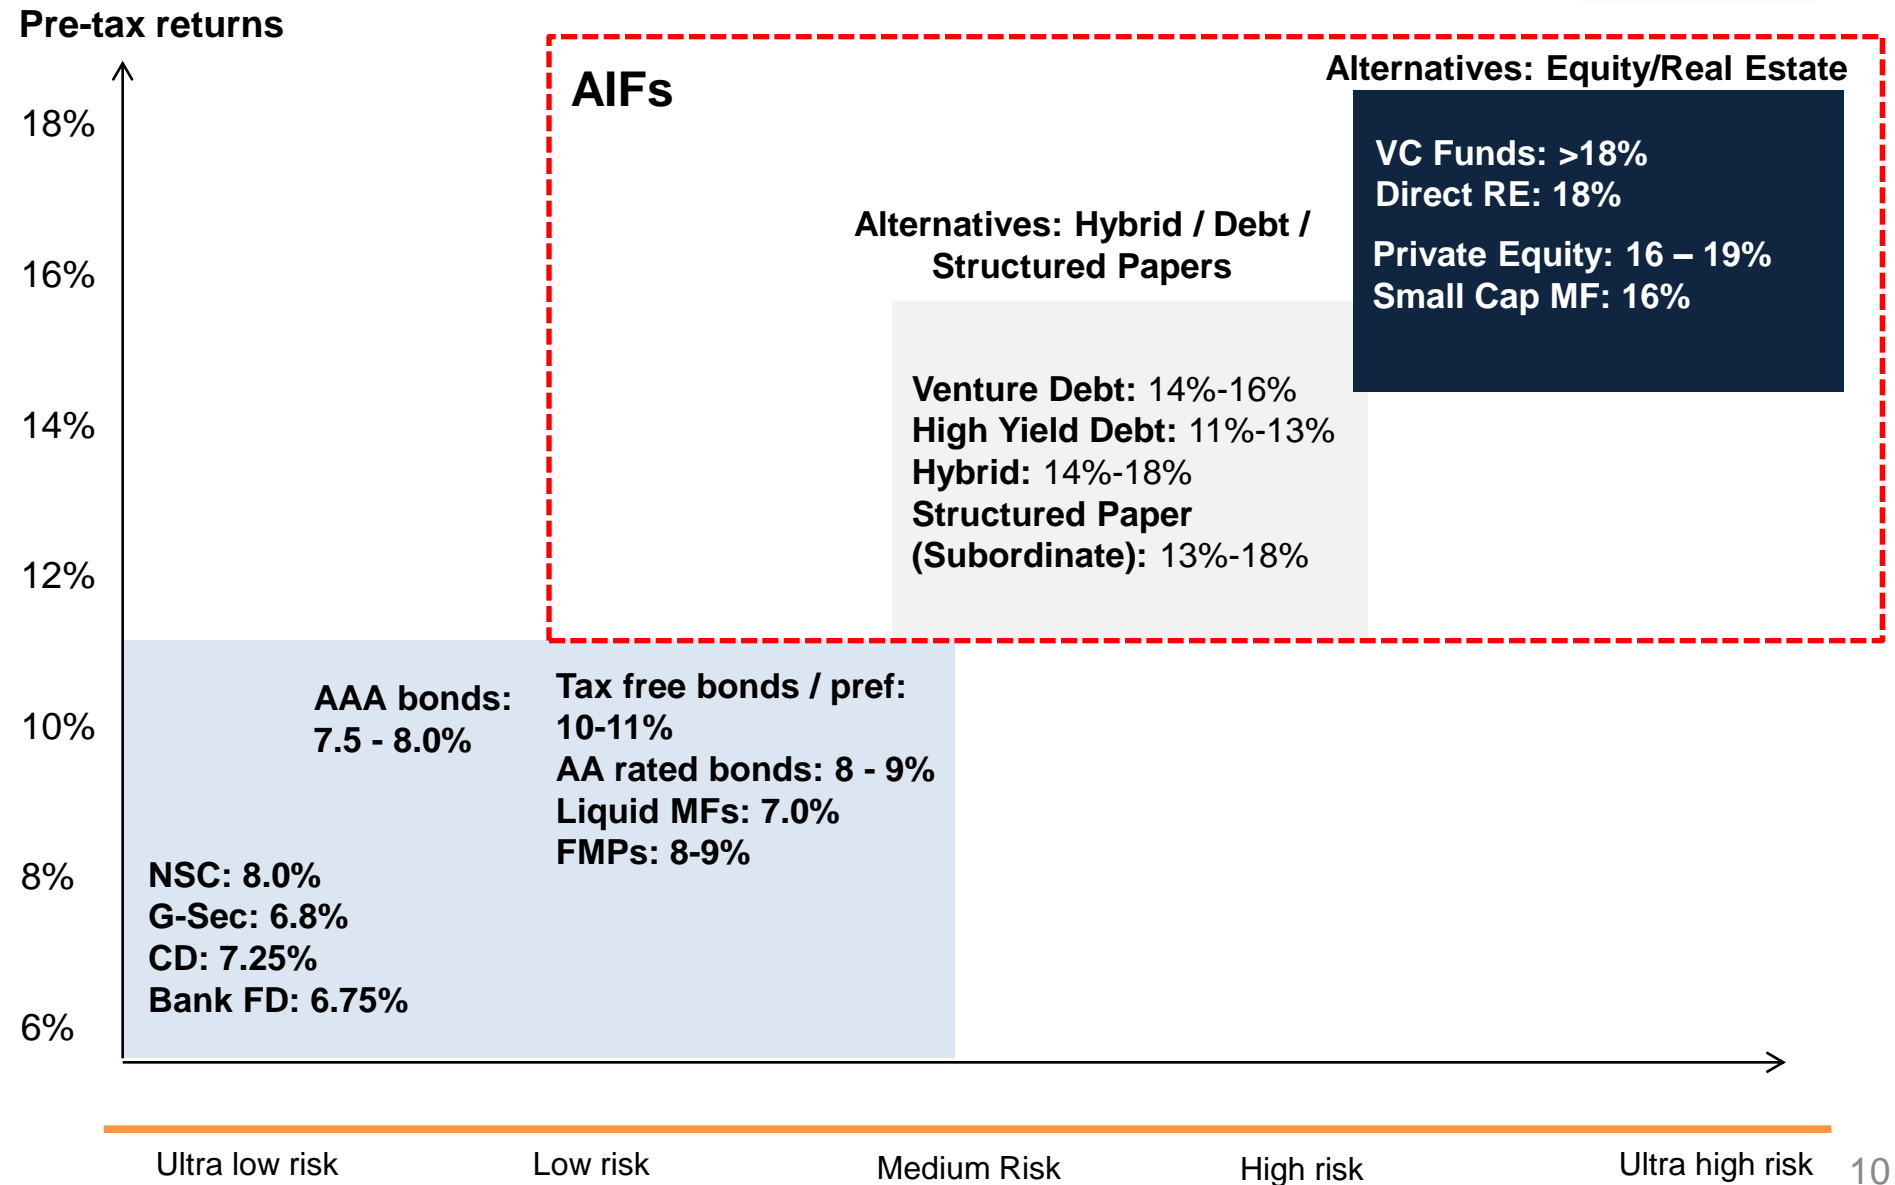 Pre-tax returns
18%
16%
14%
12%
10%
8%
6%
AIFs
Alternatives: Equity/Real Estate
VC Funds: >18%
Direct RE: 18%
Private Equity: 16 – 19%
Small Cap MF: 16%
Alternatives: Hybrid / Debt /
Structured Papers
Venture Debt: 14%-16%
High Yield Debt: 11%-13%
Hybrid: 14%-18%
Structured Paper
(Subordinate): 13%-18%
AAA bonds:
7.5 - 8.0%
Tax free bonds / pref:
10-11%
AA rated bonds: 8 - 9%
Liquid MFs: 7.0%
FMPs: 8-9%
NSC: 8.0%
G-Sec: 6.8%
CD: 7.25%
Bank FD: 6.75%
Ultra low risk
Low risk
Medium Risk
High risk
Ultra high risk
10